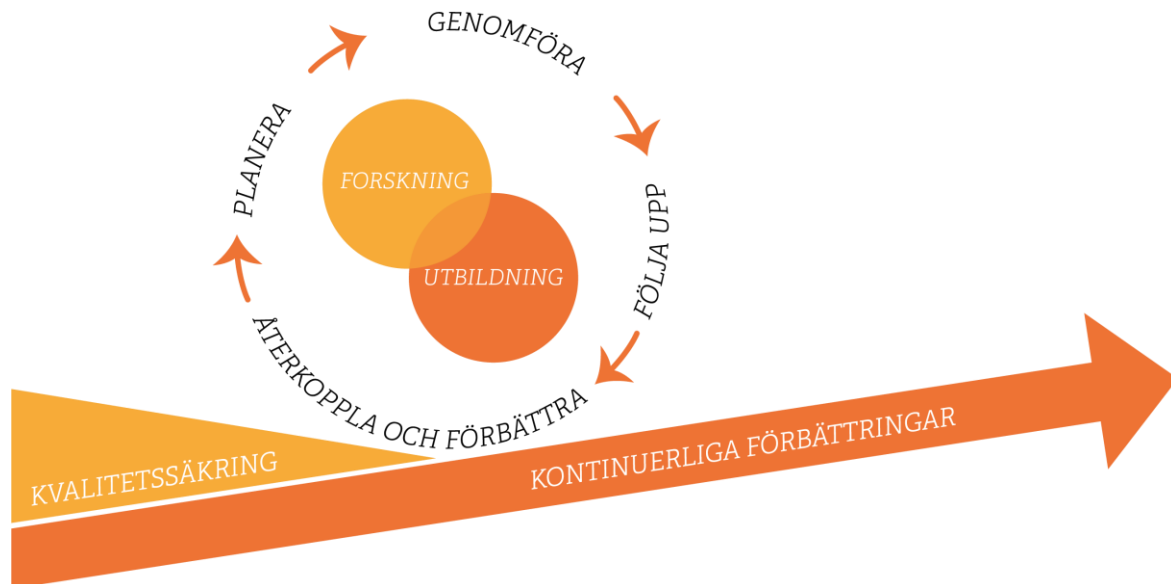 GENOMFÖRA
PLANERA
FORSKNING
FÖLJA UPP
UTBILDNING
ÅTERKOPPLA OCH FÖRBÄTTRA
KVALITETSSÄKRING
KONTINUERLIGA FÖRBÄTTRINGAR